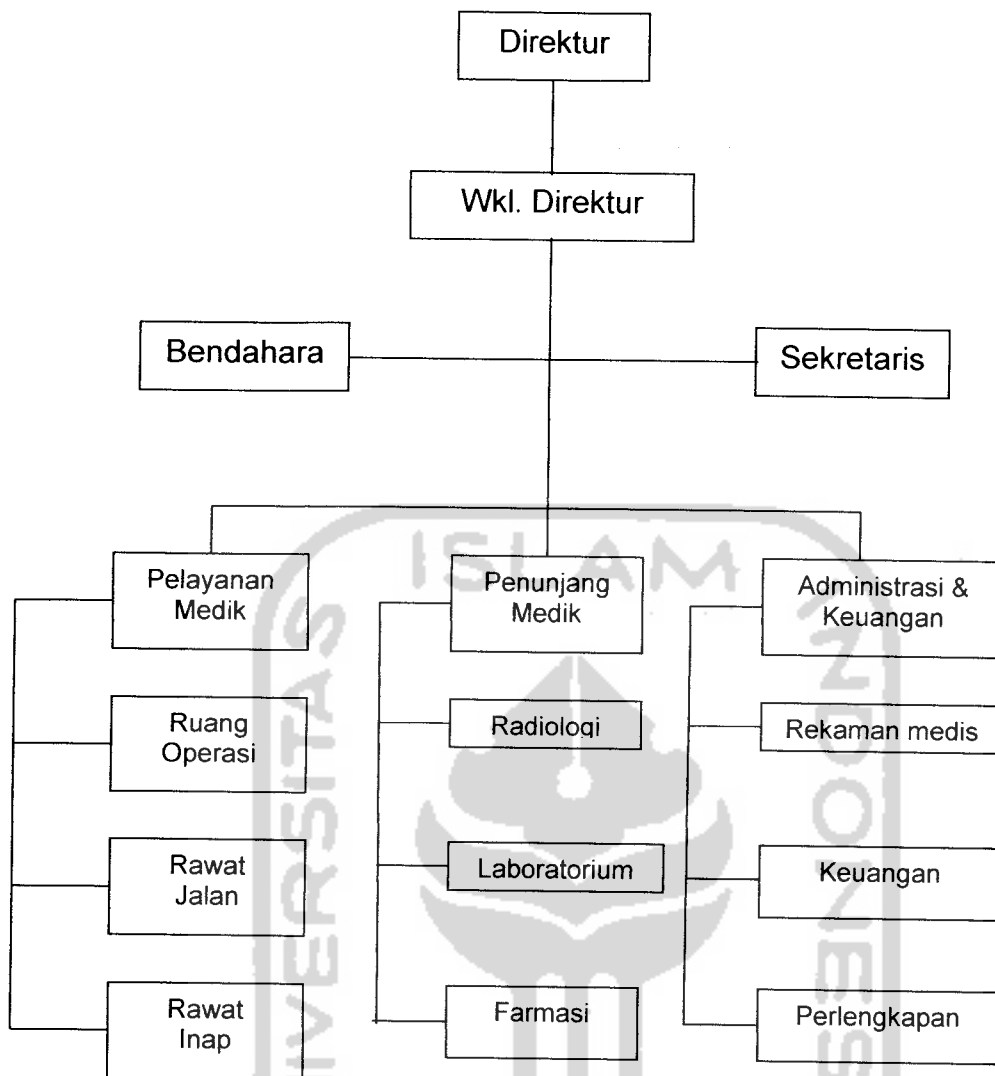 Direktur
Wkl. Direktur
Bendahara
Sekretaris
Pelayanan
Medik
Penunjang
Medik
Administrasi &
Keuangan
Ruang
Operasi
Radiologi
Rekaman medis
Rawat
Jalan
Laboratorium
Keuangan
Rawat
Inap
Farmasi
Perlengkapan
ISLAM